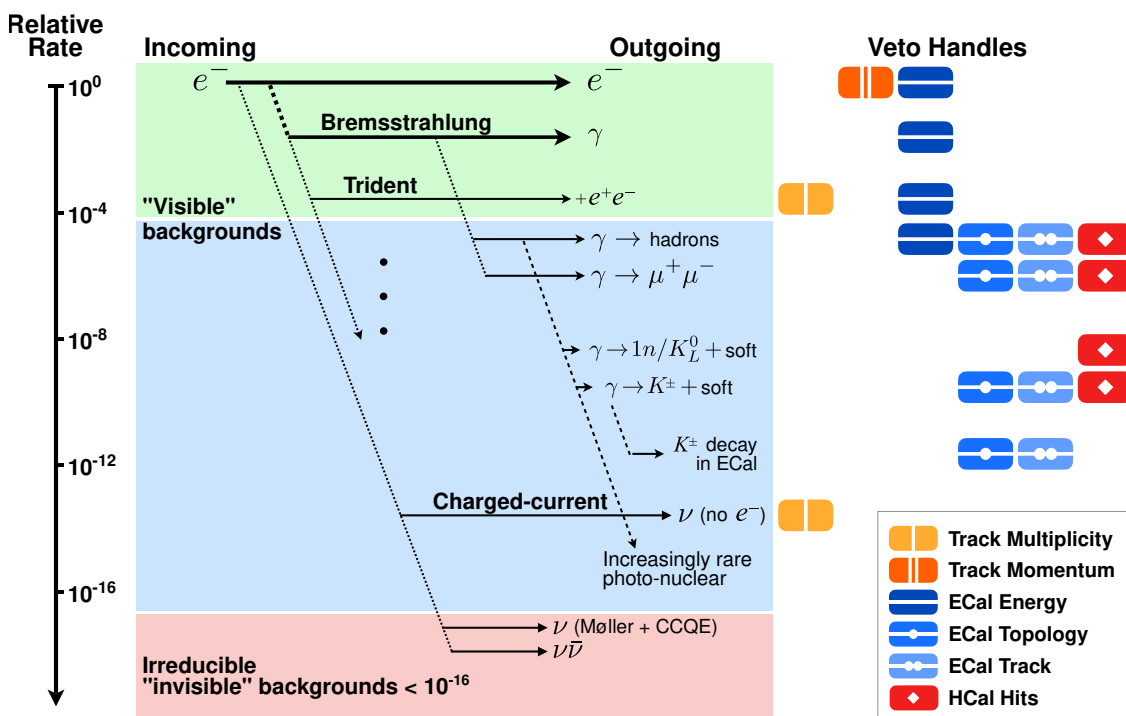 Relative
Rate
Incoming
Outgoing
Veto Handles
10⁰
e⁻
e⁻
Bremsstrahlung
γ
Trident
+e⁺e⁻
10⁻⁴
"Visible"
backgrounds
γ → hadrons
γ → μ⁺μ⁻
10⁻⁸
γ → 1n/K⁰_L + soft
γ → K± + soft
K± decay
in ECal
10⁻¹²
Charged-current
ν (no e⁻)
Increasingly rare
photo-nuclear
10⁻¹⁶
ν (Møller + CCQE)
νν̄
Irreducible
"invisible" backgrounds < 10⁻¹⁶
Track Multiplicity
Track Momentum
ECal Energy
ECal Topology
ECal Track
HCal Hits